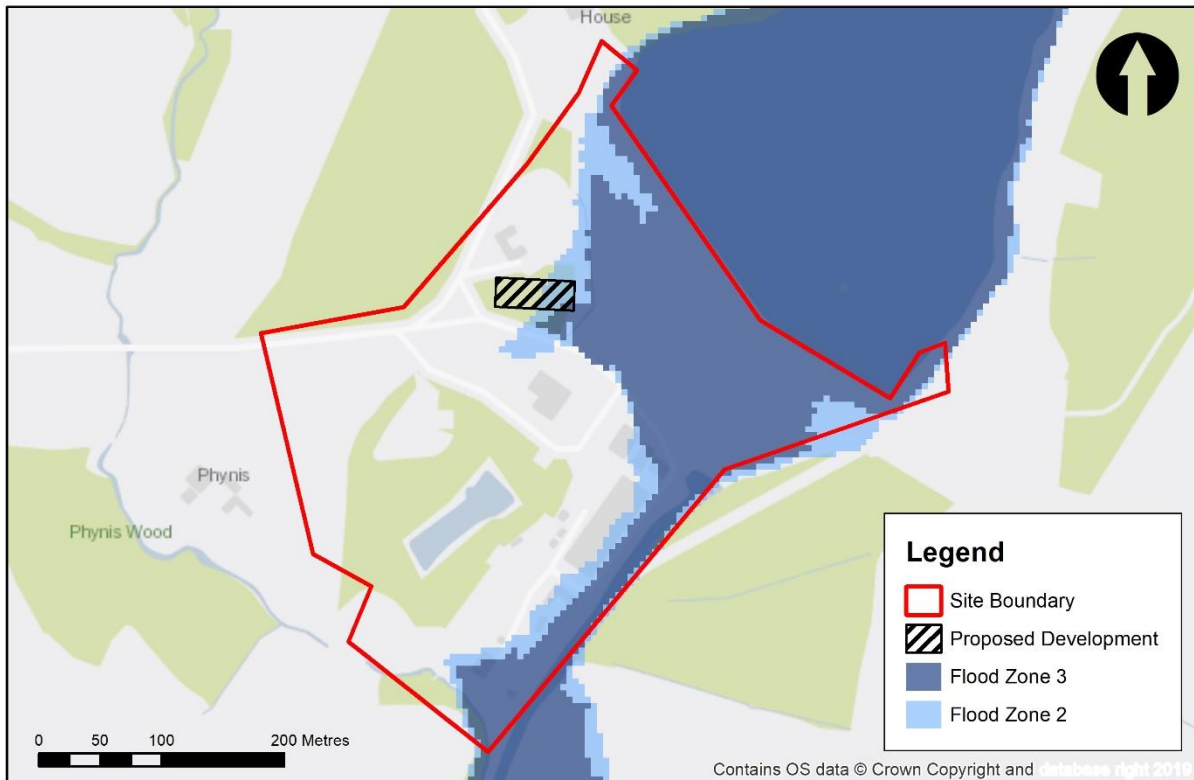 House
Phynis
Phynis Wood
Legend
Site Boundary
Proposed Development
Flood Zone 3
Flood Zone 2
0 50 100 200 Metres
Contains OS data © Crown Copyright and database right 2019